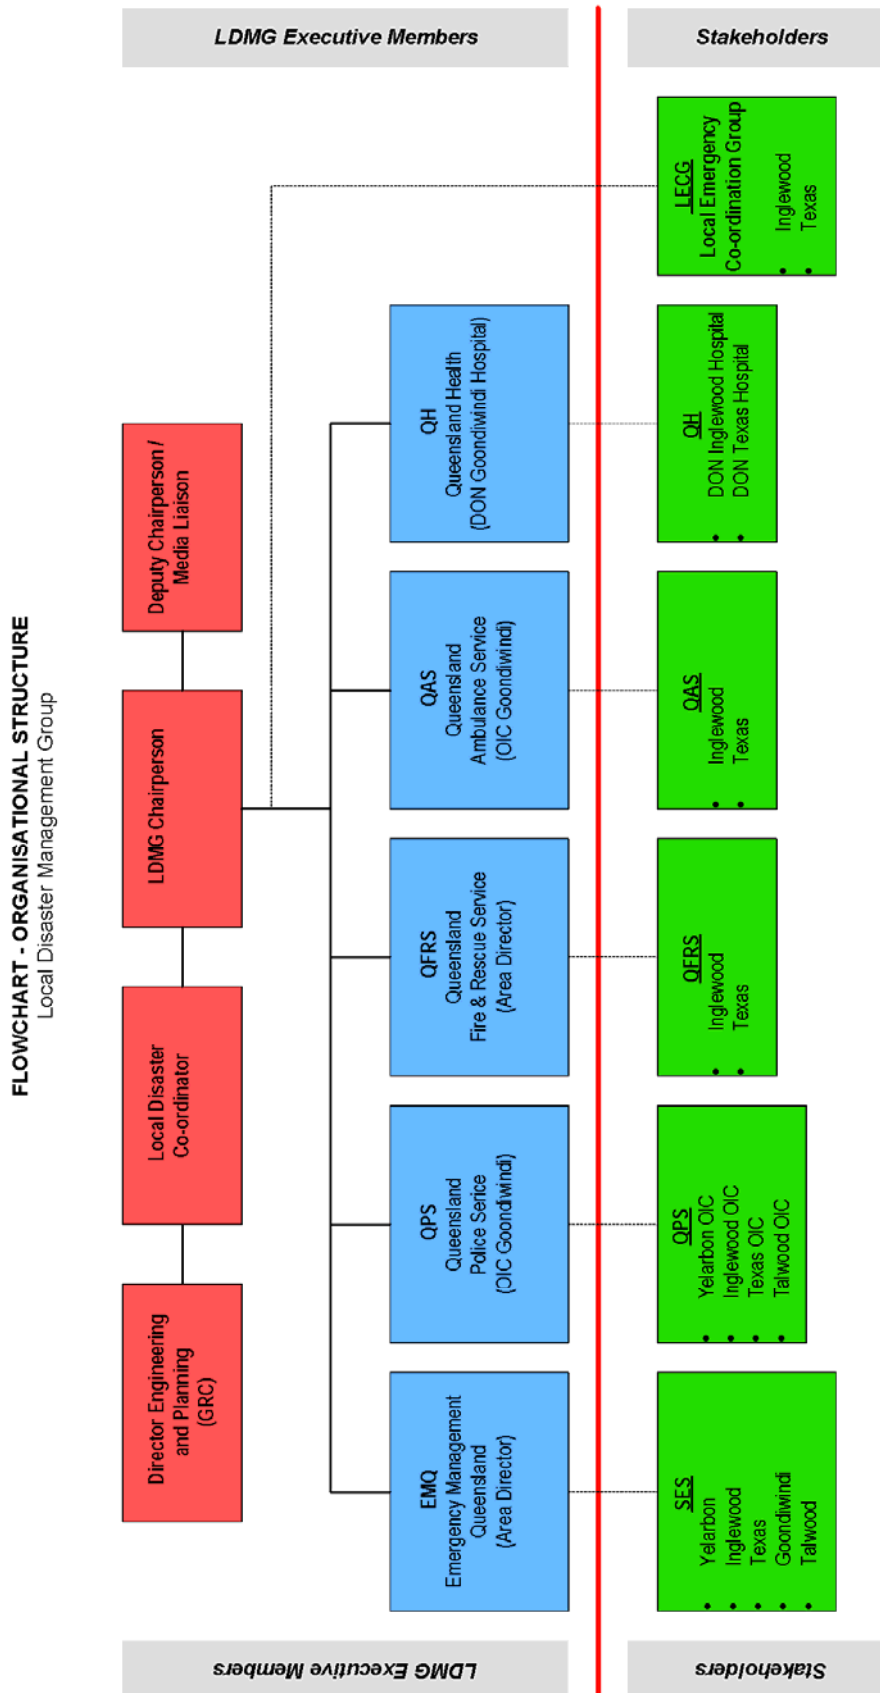 FLOWCHART - ORGANISATIONAL STRUCTURE
Local Disaster Management Group
LDMG Executive Members
Director Engineering
and Planning
(GRC)
Local Disaster
Co-ordinator
LDMG Chairperson
Deputy Chairperson /
Media Liaison
LDMG Executive Members
EMQ
Emergency Management
Queensland
(Area Director)
QPS
Queensland
Police Serice
(OIC Goondiwindi)
QFRS
Queensland
Fire & Rescue Service
(Area Director)
QAS
Queensland
Ambulance Service
(OIC Goondiwindi)
QH
Queensland Health
(DON Goondiwindi Hospital)
Stakeholders
SES
• Yelarbon
• Inglewood
• Texas
• Goondiwindi
• Talwood
QPS
• Yelarbon OIC
• Inglewood OIC
• Texas OIC
• Talwood OIC
QFRS
• Inglewood
• Texas
QAS
• Inglewood
• Texas
QH
• DON Inglewood Hospital
• DON Texas Hospital
LECG
Local Emergency
Co-ordination Group
• Inglewood
• Texas
Stakeholders